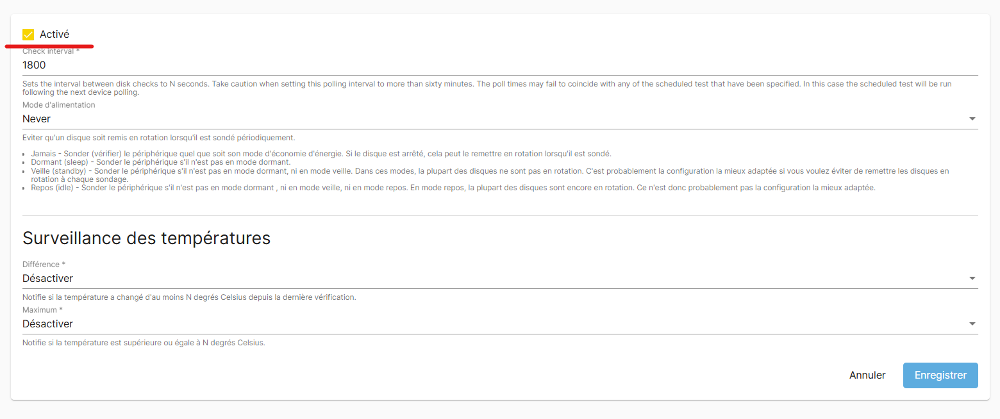 Activé
Check interval *
1800
Sets the interval between disk checks to N seconds. Take caution when setting this polling interval to more than sixty minutes. The poll times may fail to coincide with any of the scheduled test that have been specified. In this case the scheduled test will be run
following the next device polling.
Mode d'alimentation
Never
Eviter qu'un disque soit remis en rotation lorsqu'il est sondé périodiquement.
Jamais - Sonder (vérifier) le périphérique quel que soit son mode d'économie d'énergie. Si le disque est arrêté, cela peut le remettre en rotation lorsqu'il est sondé.
Dormant (sleep) - Sonder le périphérique s'il n'est pas en mode dormant.
Veille (standby) - Sonder le périphérique s'il n'est pas en mode dormant, ni en mode veille. Dans ces modes, la plupart des disques ne sont pas en rotation. C'est probablement la configuration la mieux adaptée si vous voulez éviter de remettre les disques en
rotation à chaque sondage.
Repos (idle) - Sonder le périphérique s'il n'est pas en mode dormant , ni en mode veille, ni en mode repos. En mode repos, la plupart des disques sont encore en rotation. Ce n'est donc probablement pas la configuration la mieux adaptée.
Surveillance des températures
Différence *
Désactiver
Notifie si la température a changé d'au moins N degrés Celsius depuis la dernière vérification.
Maximum *
Désactiver
Notifie si la température est supérieure ou égale à N degrés Celsius.
Annuler
Enregistrer